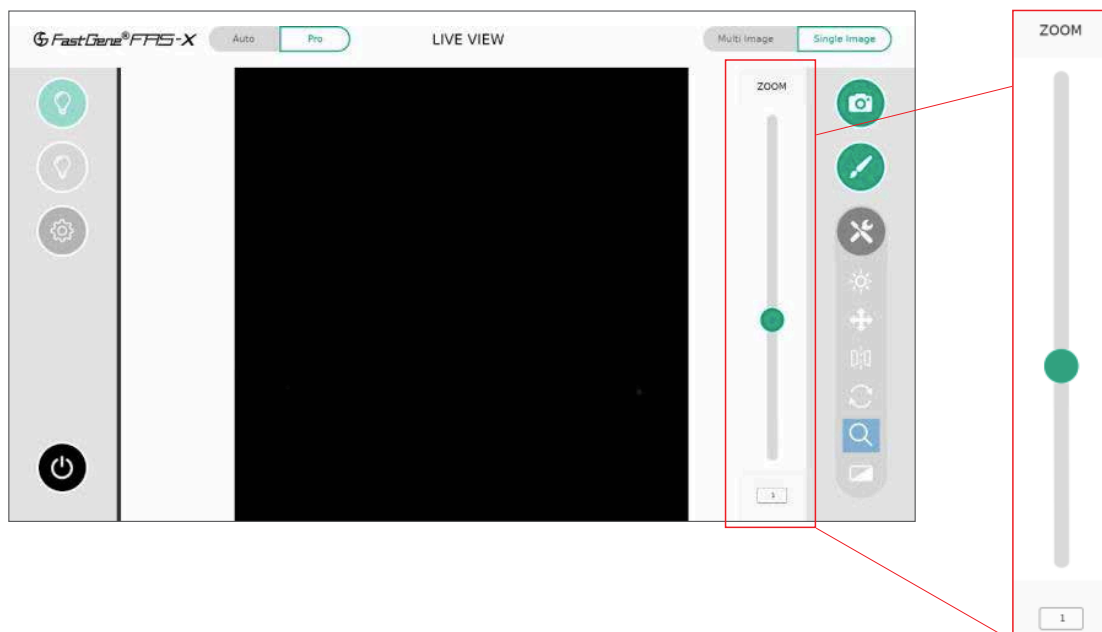 FastGene® FAS-X
Auto
Pro
LIVE VIEW
Multi Image
Single Image
ZOOM
1
ZOOM
1